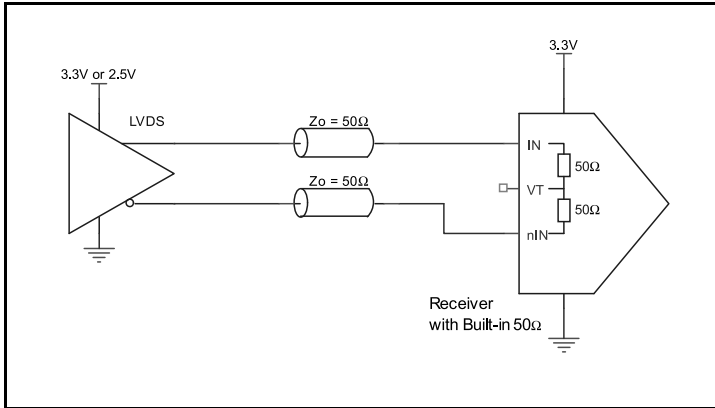 3.3V
3.3V or 2.5V
LVDS
Zo = 50Ω
Zo = 50Ω
IN
50Ω
VT
50Ω
nIN
Receiver
with Built-in 50Ω